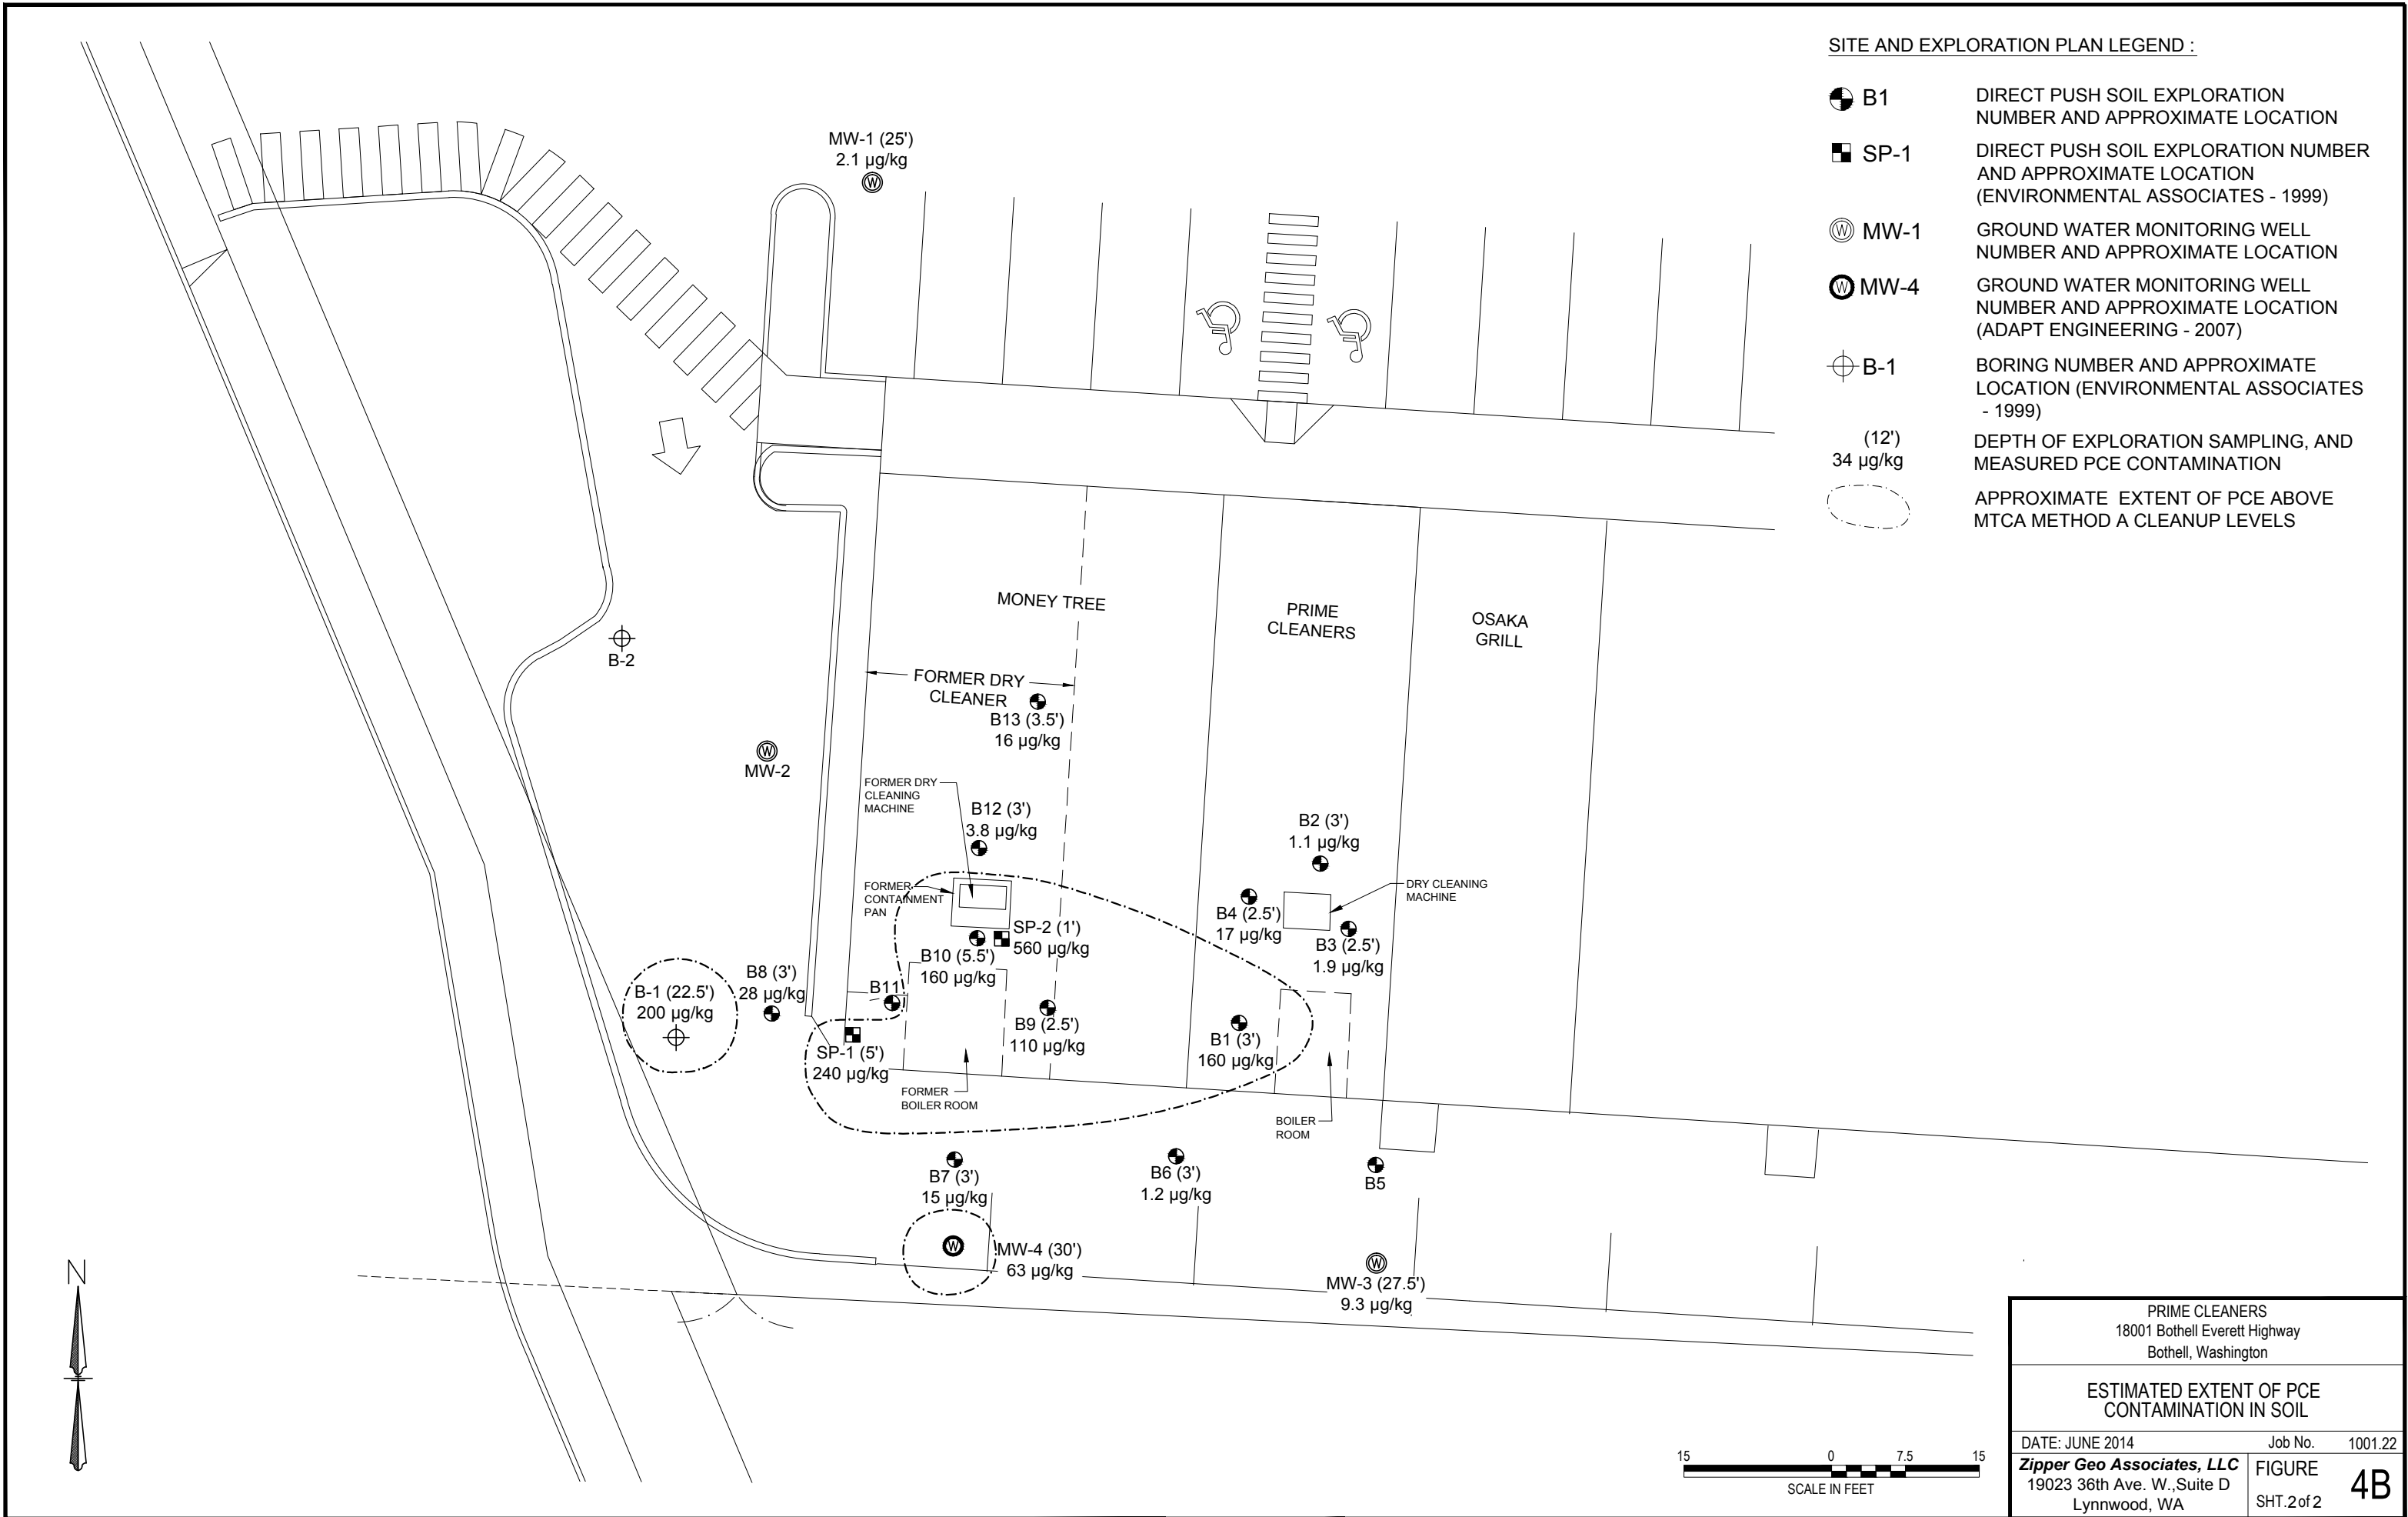 SITE AND EXPLORATION PLAN LEGEND :
B1
DIRECT PUSH SOIL EXPLORATION
NUMBER AND APPROXIMATE LOCATION
SP-1
DIRECT PUSH SOIL EXPLORATION NUMBER
AND APPROXIMATE LOCATION
(ENVIRONMENTAL ASSOCIATES - 1999)
W MW-1
GROUND WATER MONITORING WELL
NUMBER AND APPROXIMATE LOCATION
W MW-4
GROUND WATER MONITORING WELL
NUMBER AND APPROXIMATE LOCATION
(ADAPT ENGINEERING - 2007)
B-1
BORING NUMBER AND APPROXIMATE
LOCATION (ENVIRONMENTAL ASSOCIATES
- 1999)
(12')
34 µg/kg
DEPTH OF EXPLORATION SAMPLING, AND
MEASURED PCE CONTAMINATION
APPROXIMATE EXTENT OF PCE ABOVE
MTCA METHOD A CLEANUP LEVELS
MW-1 (25')
2.1 µg/kg
W
MONEY TREE
PRIME
CLEANERS
OSAKA
GRILL
B-2
FORMER DRY
CLEANER
B13 (3.5')
16 µg/kg
W
MW-2
FORMER DRY
CLEANING
MACHINE
B12 (3')
3.8 µg/kg
B2 (3')
1.1 µg/kg
FORMER
CONTAINMENT
PAN
DRY CLEANING
MACHINE
B4 (2.5')
17 µg/kg
SP-2 (1')
560 µg/kg
B3 (2.5')
1.9 µg/kg
B10 (5.5')
160 µg/kg
B8 (3')
28 µg/kg
B11
B-1 (22.5')
200 µg/kg
B9 (2.5')
110 µg/kg
B1 (3')
160 µg/kg
SP-1 (5')
240 µg/kg
FORMER
BOILER ROOM
BOILER
ROOM
B7 (3')
15 µg/kg
B6 (3')
1.2 µg/kg
B5
W
MW-4 (30')
63 µg/kg
W
MW-3 (27.5')
9.3 µg/kg
N
15 0 7.5 15
SCALE IN FEET
PRIME CLEANERS
18001 Bothell Everett Highway
Bothell, Washington
ESTIMATED EXTENT OF PCE
CONTAMINATION IN SOIL
DATE: JUNE 2014 Job No. 1001.22
Zipper Geo Associates, LLC
19023 36th Ave. W.,Suite D
Lynnwood, WA
FIGURE
4B
SHT.2 of 2